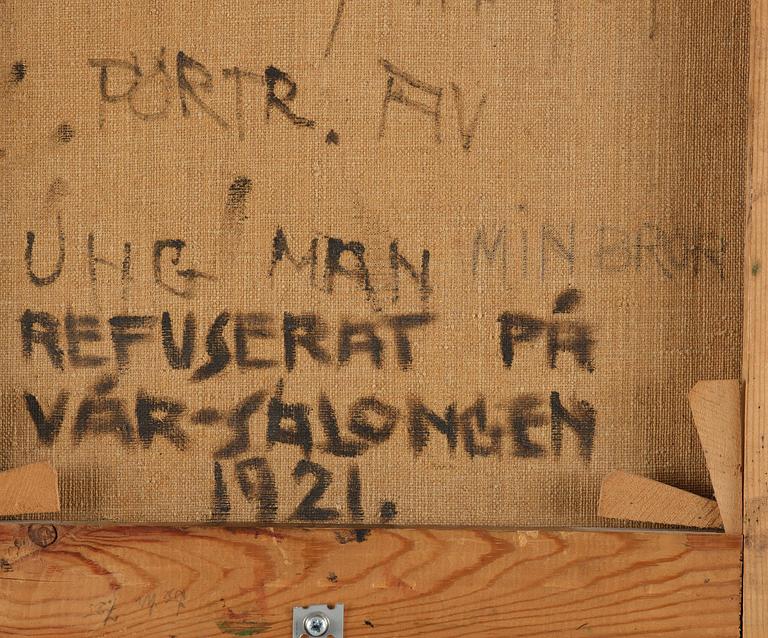 PORTR. AV
UNG MAN MIN BROR
REFUSERAT PÅ
VÅR-SALONGEN
1921.